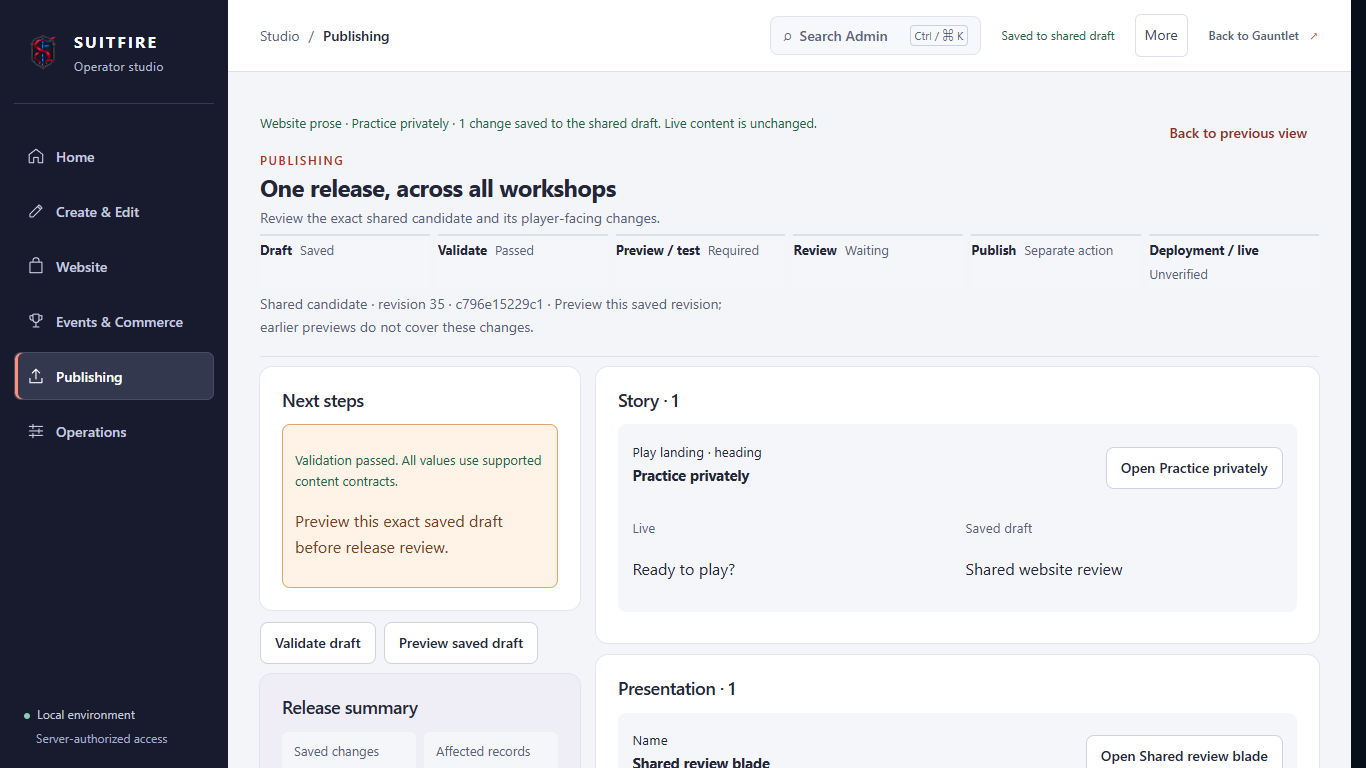 SUITFIRE
Operator studio
Home
Create & Edit
Website
Events & Commerce
Publishing
Operations
Local environment
Server-authorized access
Studio / Publishing
Search Admin Ctrl / ⌘ K
Saved to shared draft
More
Back to Gauntlet ↗
Website prose · Practice privately · 1 change saved to the shared draft. Live content is unchanged.
Back to previous view
PUBLISHING
One release, across all workshops
Review the exact shared candidate and its player-facing changes.
Draft Saved
Validate Passed
Preview / test Required
Review Waiting
Publish Separate action
Deployment / live
Unverified
Shared candidate · revision 35 · c796e15229c1 · Preview this saved revision;
earlier previews do not cover these changes.
Next steps
Validation passed. All values use supported
content contracts.
Preview this exact saved draft
before release review.
Validate draft
Preview saved draft
Release summary
Saved changes
Affected records
Story · 1
Play landing · heading
Practice privately
Open Practice privately
Live
Saved draft
Ready to play?
Shared website review
Presentation · 1
Name
Shared review blade
Open Shared review blade